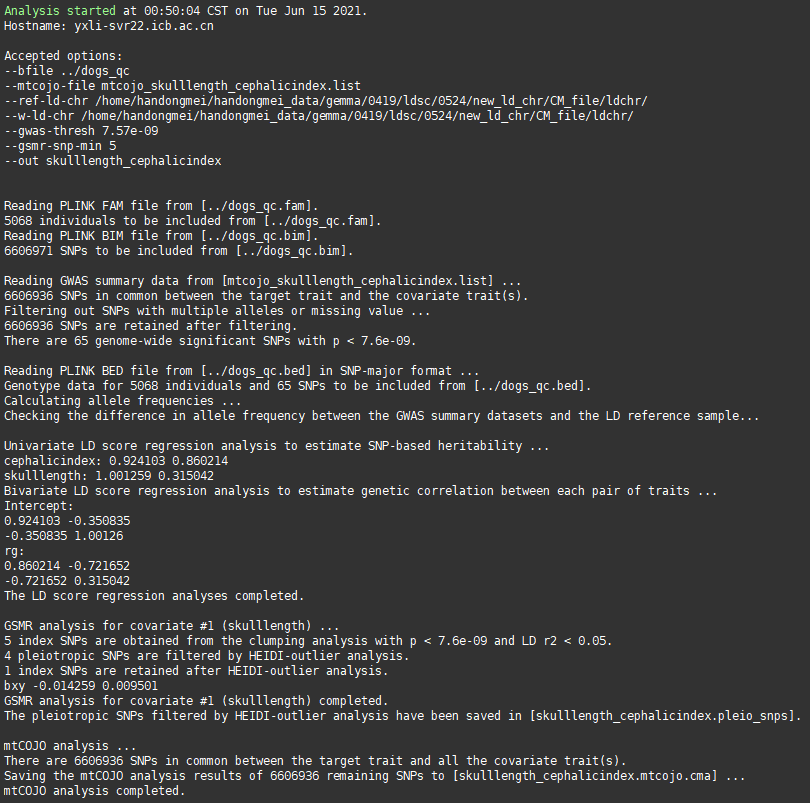 Analysis started at 00:50:04 CST on Tue Jun 15 2021.
Hostname: yxli-svr22.icb.ac.cn
Accepted options:
--bfile ../dogs_qc
--mtcojo-file mtcojo_skulllength_cephalicindex.list
--ref-ld-chr /home/handongmei/handongmei_data/gemma/0419/ldsc/0524/new_ld_chr/CM_file/ldchr/
--w-ld-chr /home/handongmei/handongmei_data/gemma/0419/ldsc/0524/new_ld_chr/CM_file/ldchr/
--gwas-thresh 7.57e-09
--gsmr-snp-min 5
--out skulllength_cephalicindex
Reading PLINK FAM file from [../dogs_qc.fam].
5068 individuals to be included from [../dogs_qc.fam].
Reading PLINK BIM file from [../dogs_qc.bim].
6606971 SNPs to be included from [../dogs_qc.bim].
Reading GWAS summary data from [mtcojo_skulllength_cephalicindex.list] ...
6606936 SNPs in common between the target trait and the covariate trait(s).
Filtering out SNPs with multiple alleles or missing value ...
6606936 SNPs are retained after filtering.
There are 65 genome-wide significant SNPs with p < 7.6e-09.
Reading PLINK BED file from [../dogs_qc.bed] in SNP-major format ...
Genotype data for 5068 individuals and 65 SNPs to be included from [../dogs_qc.bed].
Calculating allele frequencies ...
Checking the difference in allele frequency between the GWAS summary datasets and the LD reference sample...
Univariate LD score regression analysis to estimate SNP-based heritability ...
cephalicindex: 0.924103 0.860214
skulllength: 1.001259 0.315042
Bivariate LD score regression analysis to estimate genetic correlation between each pair of traits ...
Intercept:
0.924103 -0.350835
-0.350835 1.00126
rg:
0.860214 -0.721652
-0.721652 0.315042
The LD score regression analyses completed.
GSMR analysis for covariate #1 (skulllength) ...
5 index SNPs are obtained from the clumping analysis with p < 7.6e-09 and LD r2 < 0.05.
4 pleiotropic SNPs are filtered by HEIDI-outlier analysis.
1 index SNPs are retained after HEIDI-outlier analysis.
bxy -0.014259 0.009501
GSMR analysis for covariate #1 (skulllength) completed.
The pleiotropic SNPs filtered by HEIDI-outlier analysis have been saved in [skulllength_cephalicindex.pleio_snps].
mtCOJO analysis ...
There are 6606936 SNPs in common between the target trait and all the covariate trait(s).
Saving the mtCOJO analysis results of 6606936 remaining SNPs to [skulllength_cephalicindex.mtcojo.cma] ...
mtCOJO analysis completed.